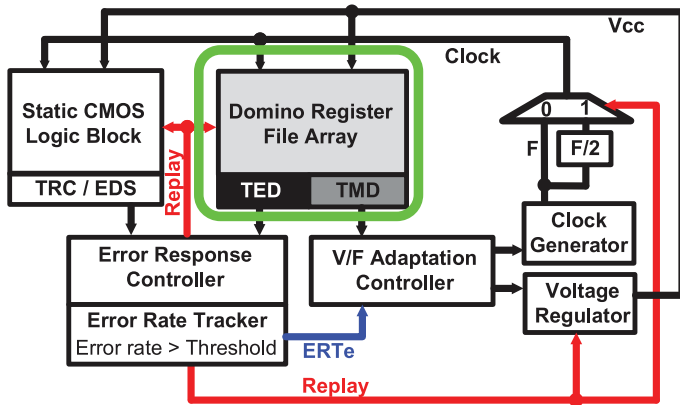 Vcc
Clock
Static CMOS
Logic Block
TRC / EDS
Domino Register
File Array
TED
TMD
Replay
0 1
F
F/2
Clock
Generator
Error Response
Controller
V/F Adaptation
Controller
Voltage
Regulator
Error Rate Tracker
Error rate > Threshold
ERTe
Replay